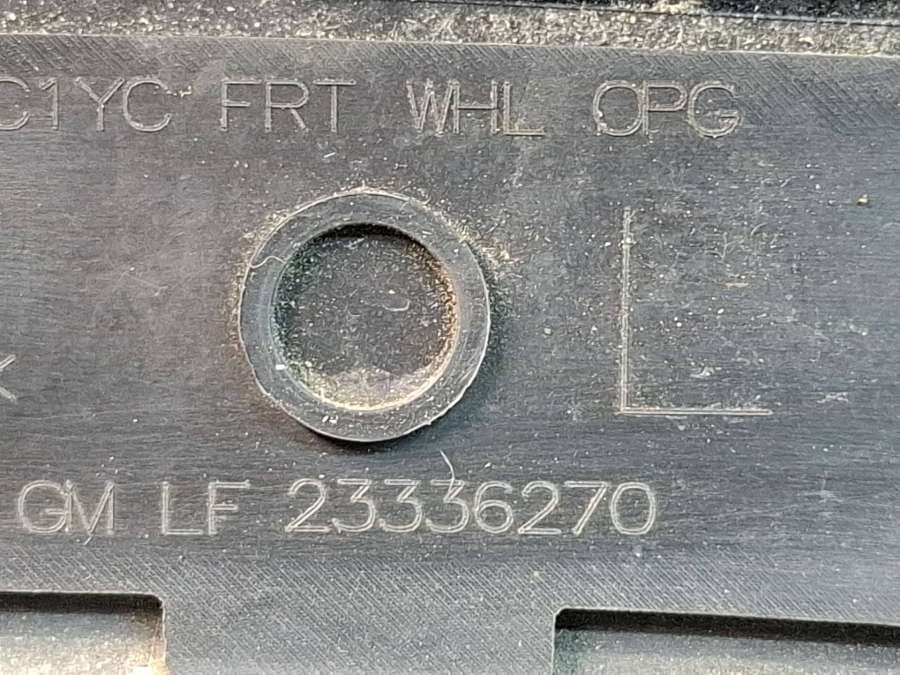 C1YC FRT WHL OPG
L
GM LF 23336270